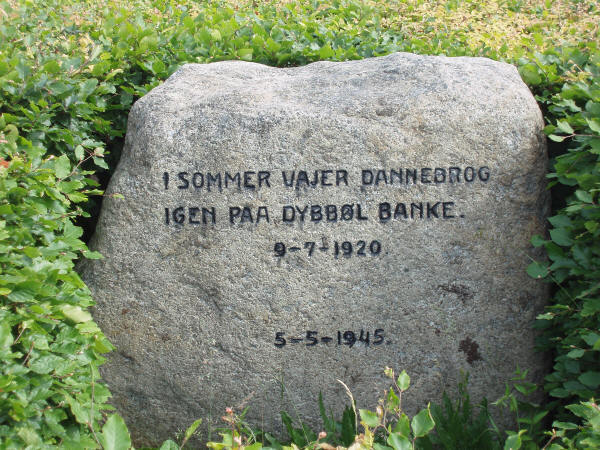 I SOMMER VAJER DANNEBROG
IGEN PAA DYBBØL BANKE.
9-7-1920.
5-5-1945.